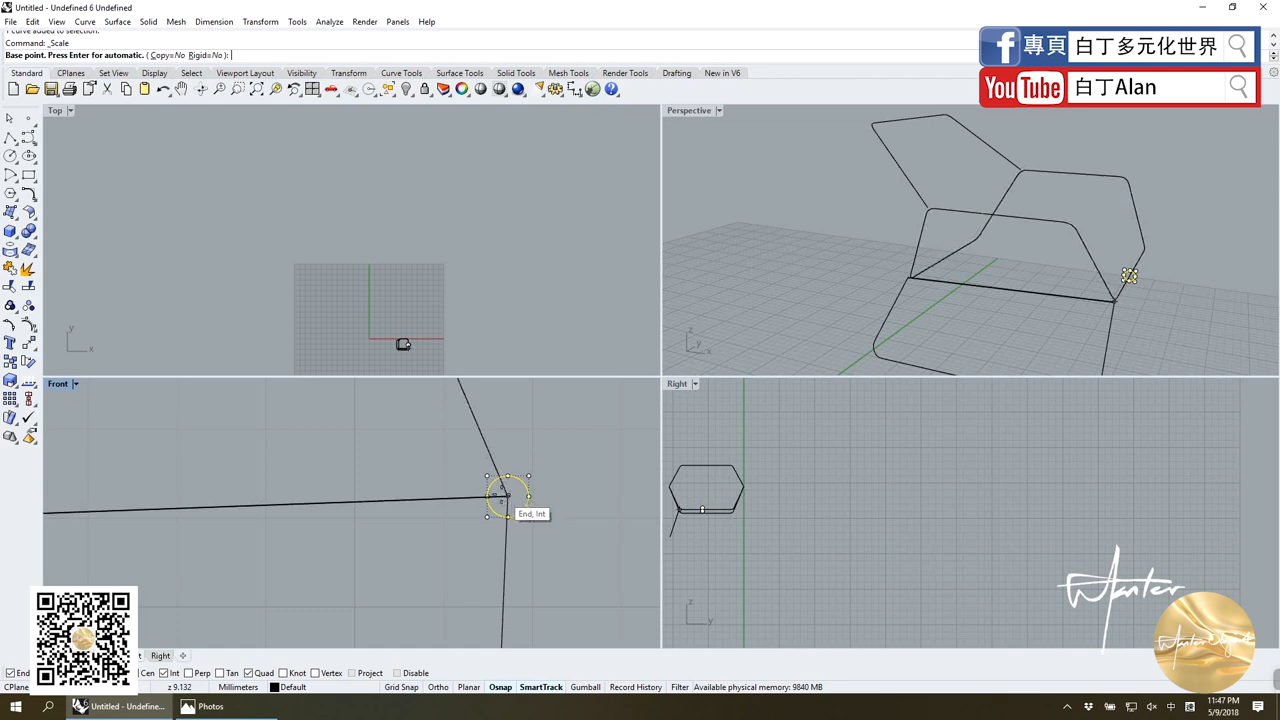 Untitled - Undefined 6 Undefined
File Edit View Curve Surface Solid Mesh Dimension Transform Tools Analyze Render Panels Help
1 curve added to selection.
Command: _Scale
Base point. Press Enter for automatic. ( Copy=No Rigid=No ):
專頁 白丁多元化世界
YouTube 白丁Alan
Standard CPlanes Set View Display Select Viewport Layout Visibility Transform Curve Tools Surface Tools Solid Tools Mesh Tools Render Tools Drafting New in V6
Top
Perspective
y
x
z
y
x
Front
Right
End, Int
z
y
Right
End Cen Int Perp Tan Quad Knot Vertex Project Disable
CPlane z 9.132 Millimeters Default Grid Snap Ortho Planar Osnap SmartTrack Gumball Record History Filter Available physical memory: 9840 MB
Untitled - Undefine... Photos
11:47 PM
5/9/2018